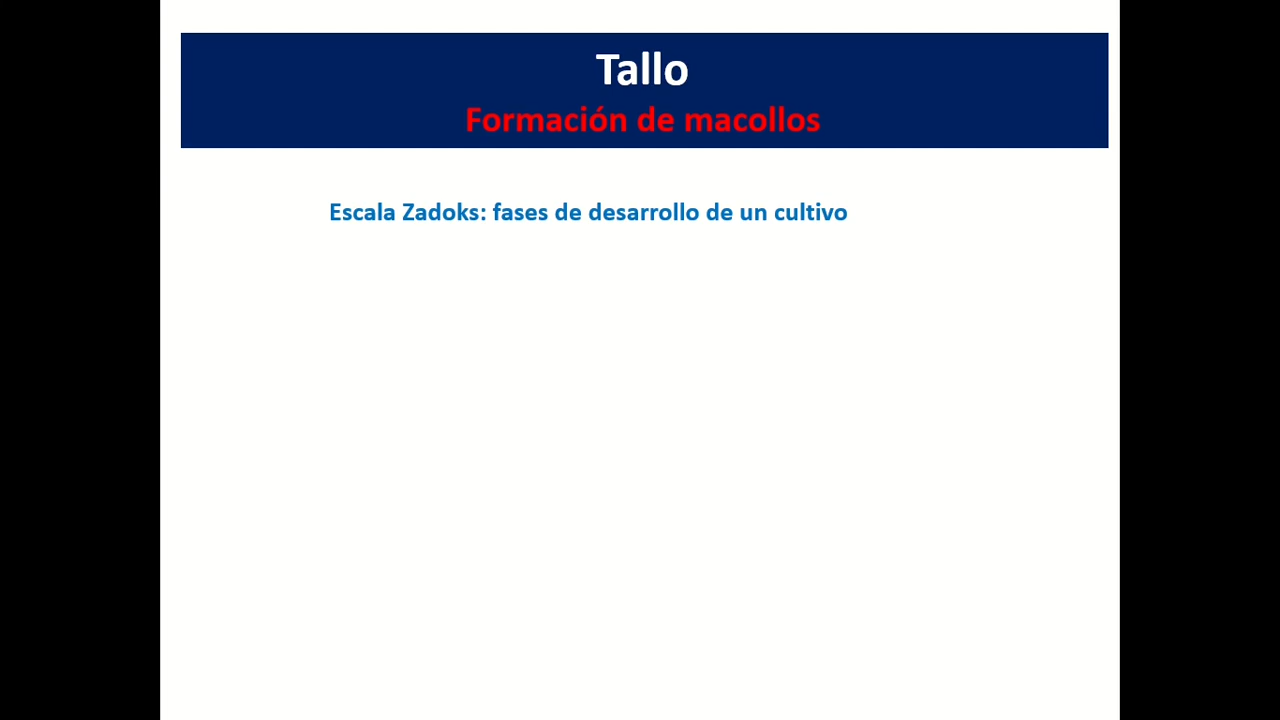 Tallo
Formación de macollos
Escala Zadoks: fases de desarrollo de un cultivo